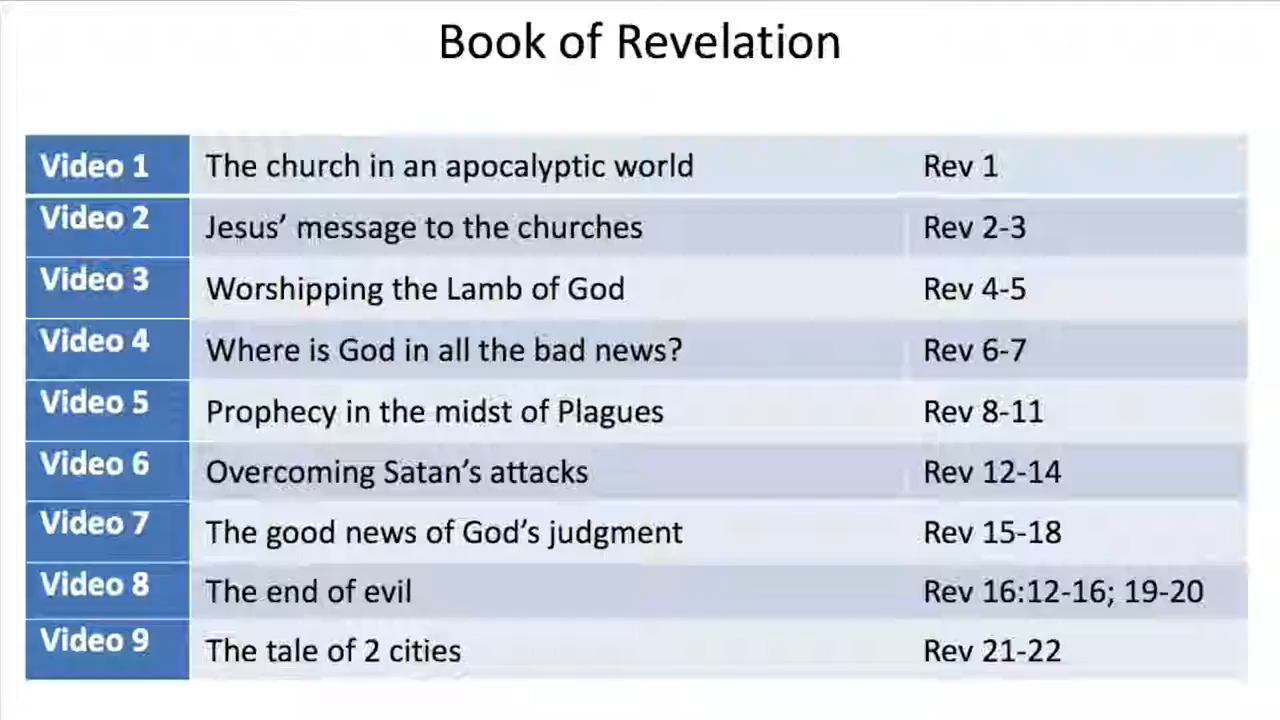 Book of Revelation
Video 1 The church in an apocalyptic world Rev 1
Video 2 Jesus’ message to the churches Rev 2-3
Video 3 Worshipping the Lamb of God Rev 4-5
Video 4 Where is God in all the bad news? Rev 6-7
Video 5 Prophecy in the midst of Plagues Rev 8-11
Video 6 Overcoming Satan’s attacks Rev 12-14
Video 7 The good news of God’s judgment Rev 15-18
Video 8 The end of evil Rev 16:12-16; 19-20
Video 9 The tale of 2 cities Rev 21-22